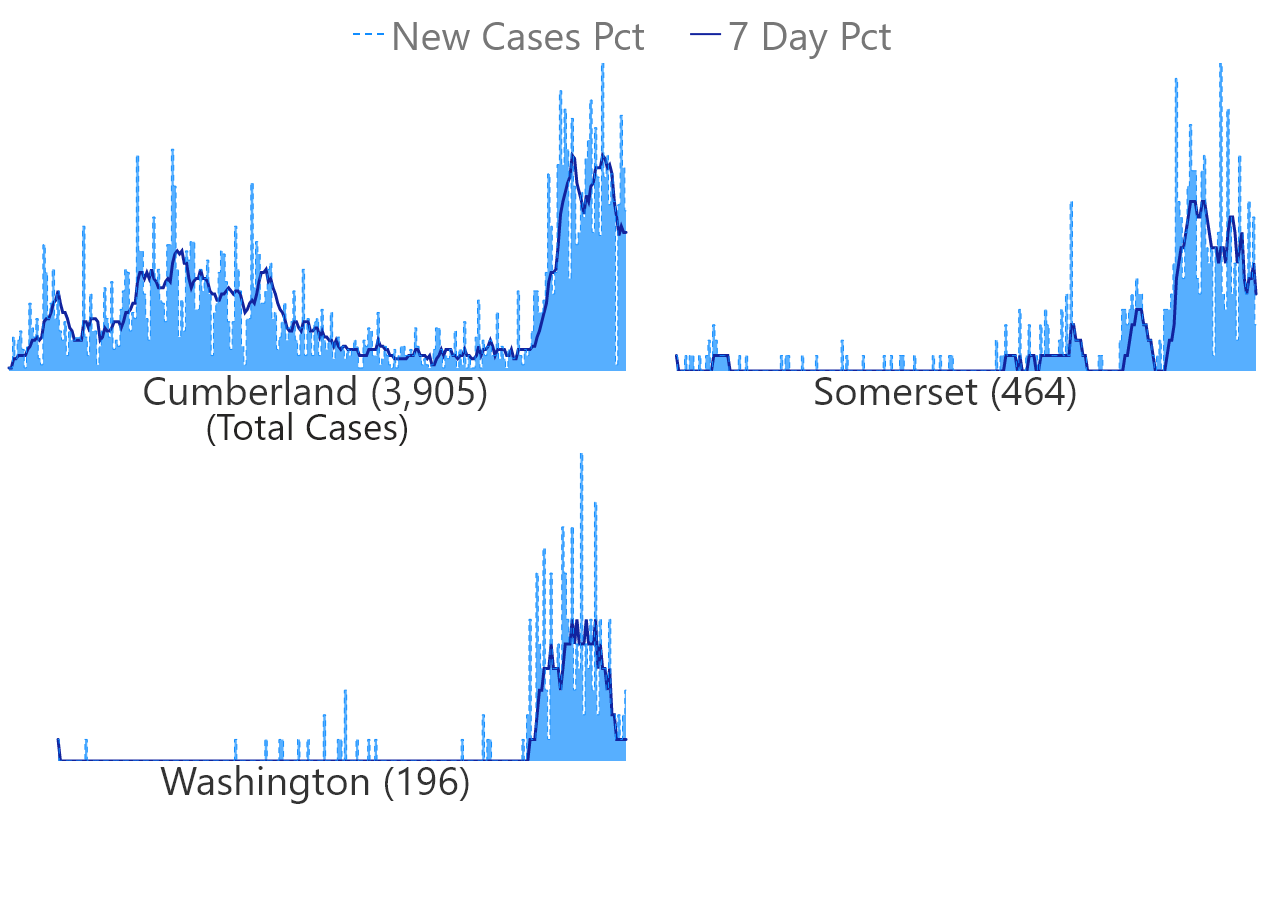 New Cases Pct 7 Day Pct
Cumberland (3,905)
(Total Cases)
Somerset (464)
Washington (196)